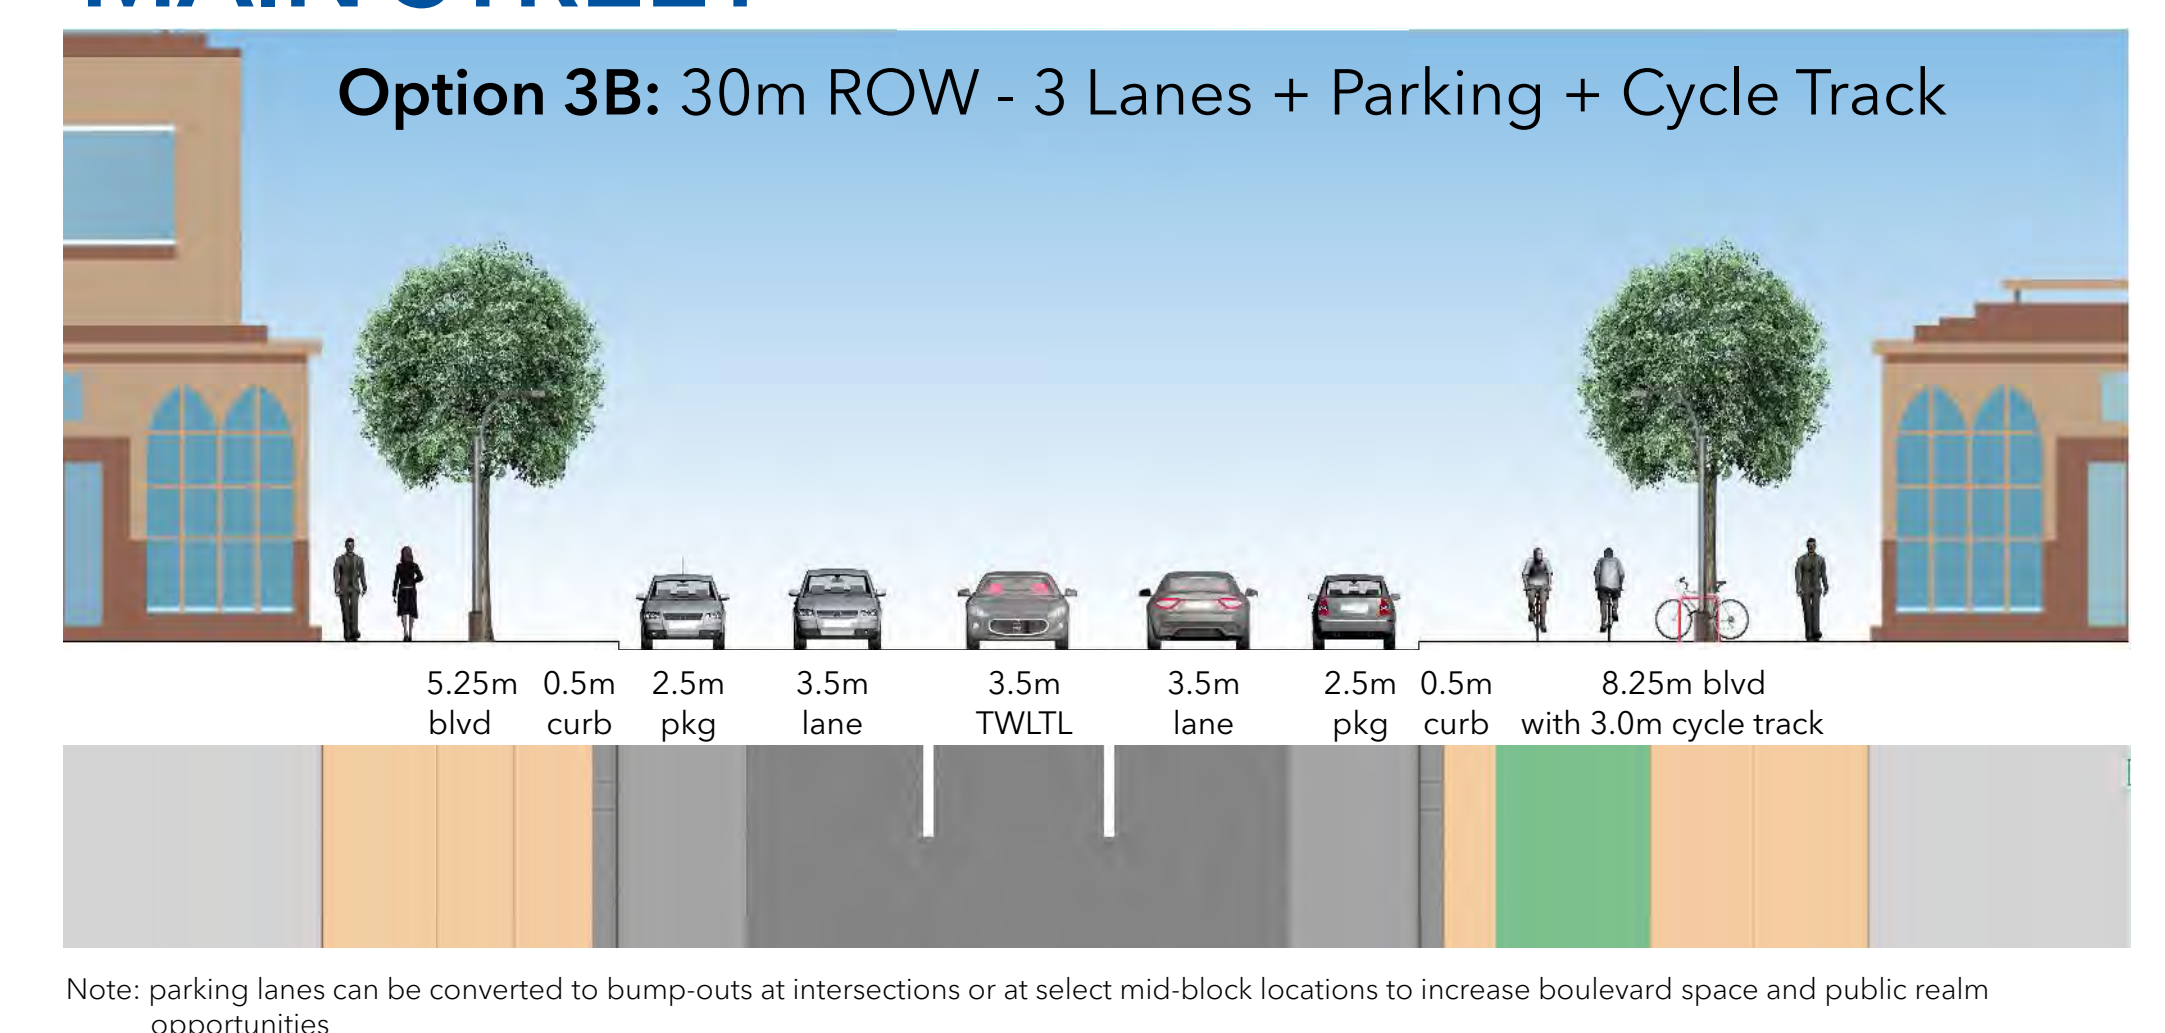 MAIN STREET
Option 3B: 30m ROW - 3 Lanes + Parking + Cycle Track
5.25m blvd
0.5m curb
2.5m pkg
3.5m lane
3.5m TWLTL
3.5m lane
2.5m pkg
0.5m curb
8.25m blvd
with 3.0m cycle track
Note: parking lanes can be converted to bump-outs at intersections or at select mid-block locations to increase boulevard space and public realm
opportunities